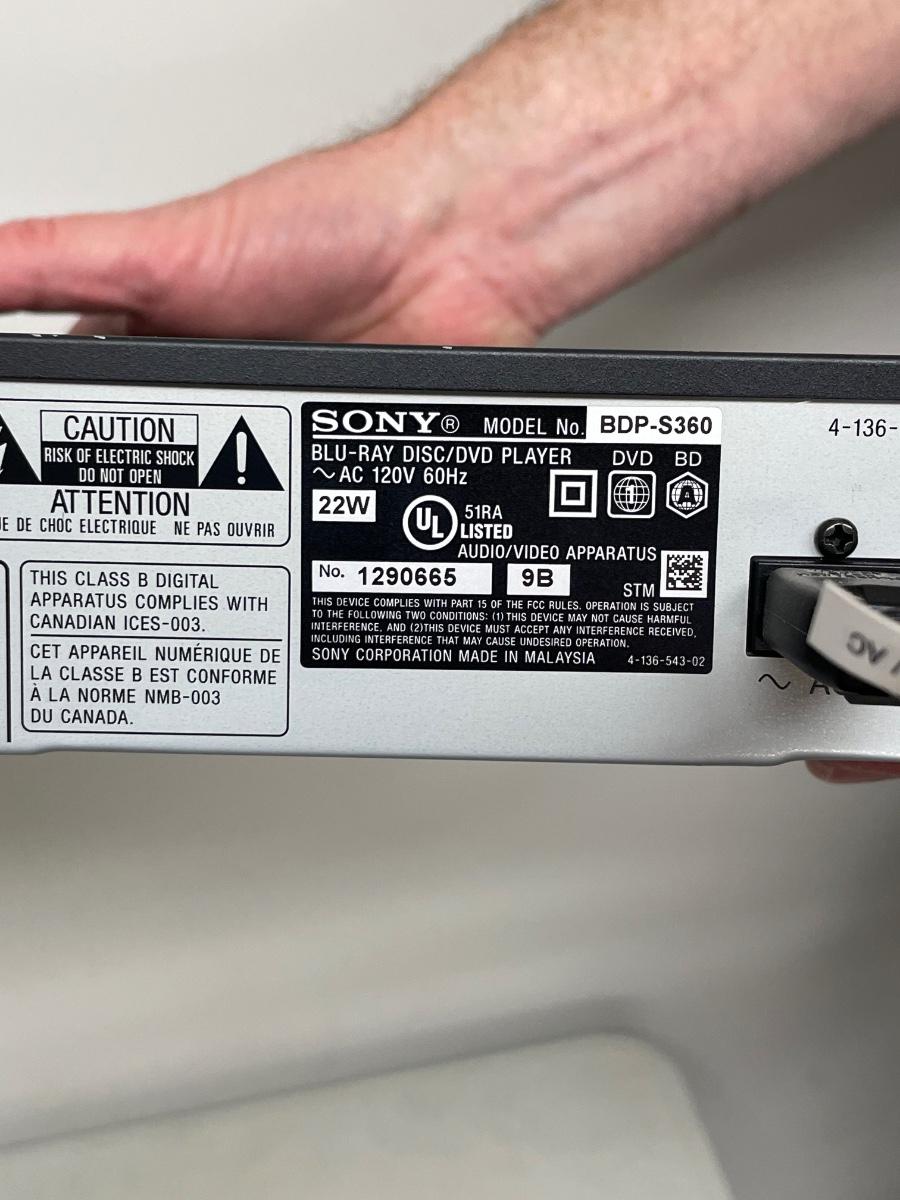 CAUTION
RISK OF ELECTRIC SHOCK
DO NOT OPEN
ATTENTION
DE CHOC ELECTRIQUE NE PAS OUVRIR
THIS CLASS B DIGITAL
APPARATUS COMPLIES WITH
CANADIAN ICES-003.
CET APPAREIL NUMÉRIQUE DE
LA CLASSE B EST CONFORME
À LA NORME NMB-003
DU CANADA.
SONY® MODEL No. BDP-S360
BLU-RAY DISC/DVD PLAYER DVD BD
~ AC 120V 60Hz
22W
UL 51RA
LISTED
AUDIO/VIDEO APPARATUS
No. 1290665 9B STM
THIS DEVICE COMPLIES WITH PART 15 OF THE FCC RULES. OPERATION IS SUBJECT
TO THE FOLLOWING TWO CONDITIONS: (1) THIS DEVICE MAY NOT CAUSE HARMFUL
INTERFERENCE, AND (2)THIS DEVICE MUST ACCEPT ANY INTERFERENCE RECEIVED,
INCLUDING INTERFERENCE THAT MAY CAUSE UNDESIRED OPERATION.
SONY CORPORATION MADE IN MALAYSIA 4-136-543-02
4-136-